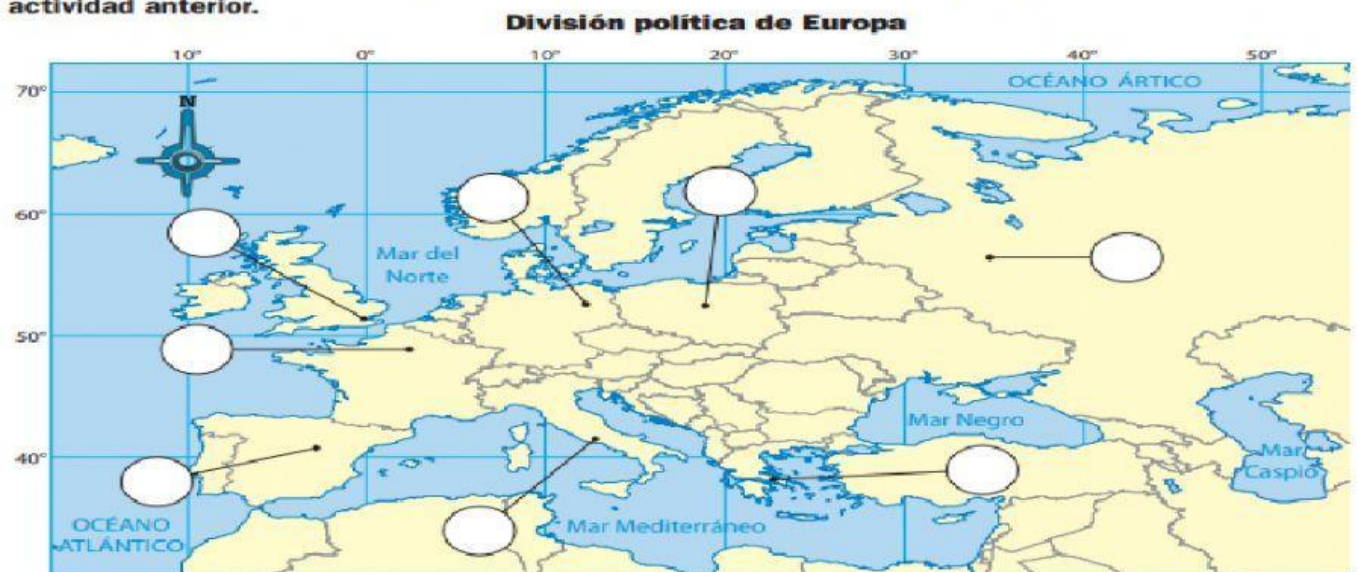 actividad anterior.
División política de Europa
10° 0° 10° 20° 30° 40° 50°
OCÉANO ÁRTICO
70°
N
60°
Mar del
Norte
50°
Mar Negro
40°
Mar
Caspio
OCÉANO
ATLÁNTICO
Mar Mediterráneo